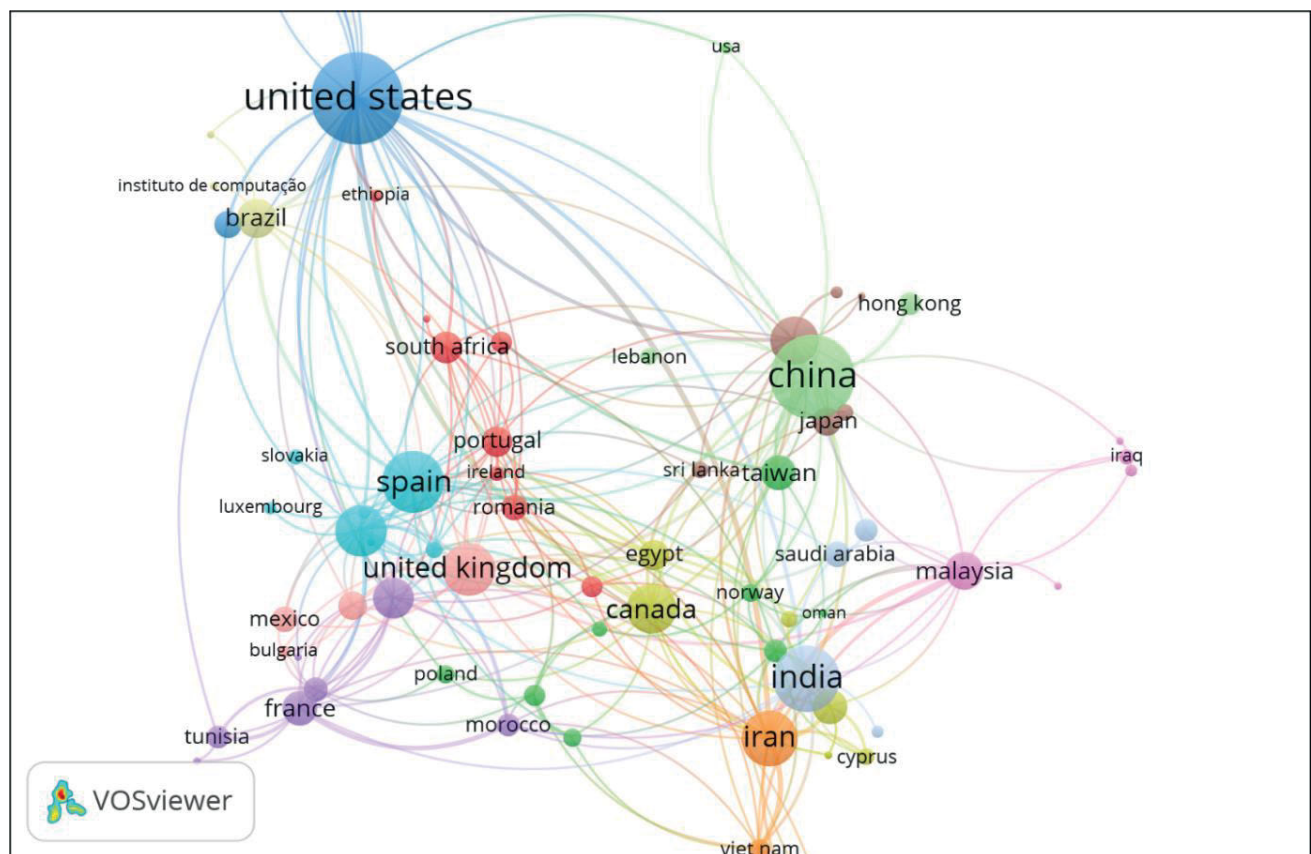 usa
united states
instituto de computação
ethiopia
brazil
hong kong
south africa
lebanon
china
japan
portugal
slovakia
ireland
sri lanka
taiwan
iraq
spain
luxembourg
romania
egypt
saudi arabia
united kingdom
malaysia
norway
canada
oman
mexico
bulgaria
poland
india
france
morocco
tunisia
iran
cyprus
VOSviewer
viet nam